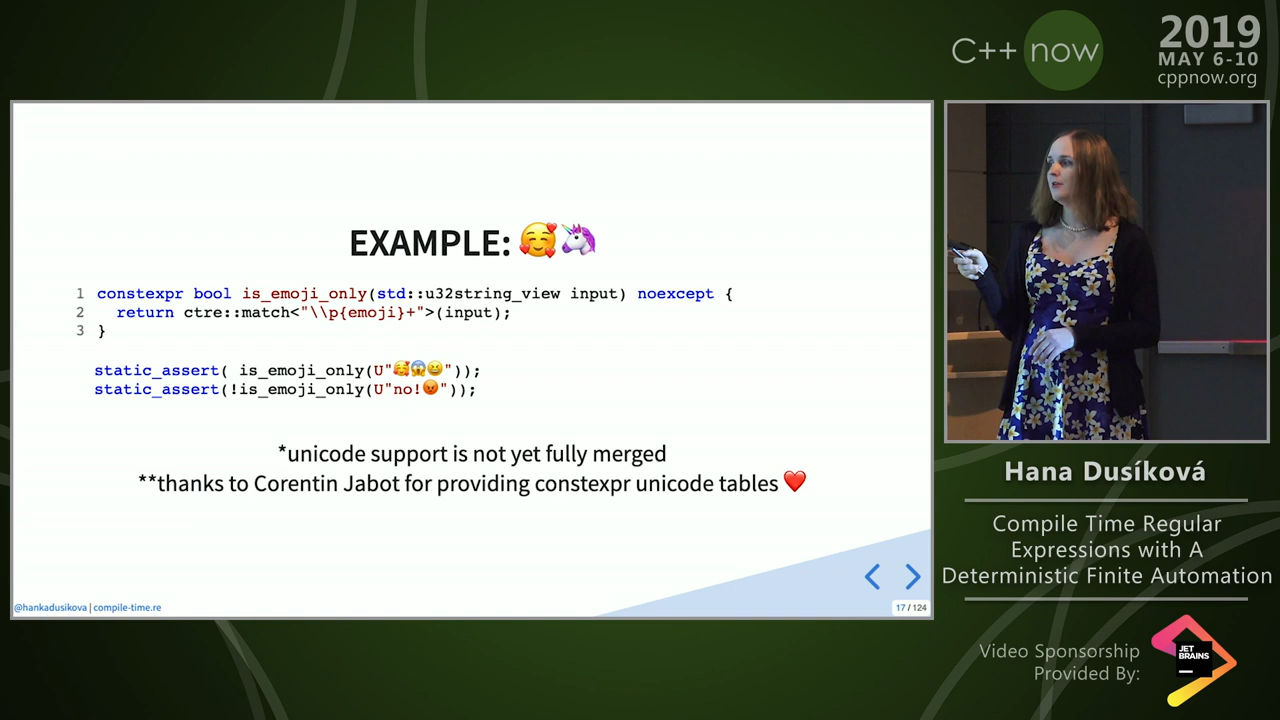 C++ now
2019
MAY 6-10
cppnow.org
EXAMPLE: 🥰🦄
1 constexpr bool is_emoji_only(std::u32string_view input) noexcept {
2 return ctre::match<"\\p{emoji}+">(input);
3 }
static_assert( is_emoji_only(U"🥰😱😆"));
static_assert(!is_emoji_only(U"no!😡"));
*unicode support is not yet fully merged
**thanks to Corentin Jabot for providing constexpr unicode tables ❤️
@hankadusikova | compile-time.re
17 / 124
Hana Dusíková
Compile Time Regular
Expressions with A
Deterministic Finite Automation
Video Sponsorship
Provided By:
JET
BRAINS